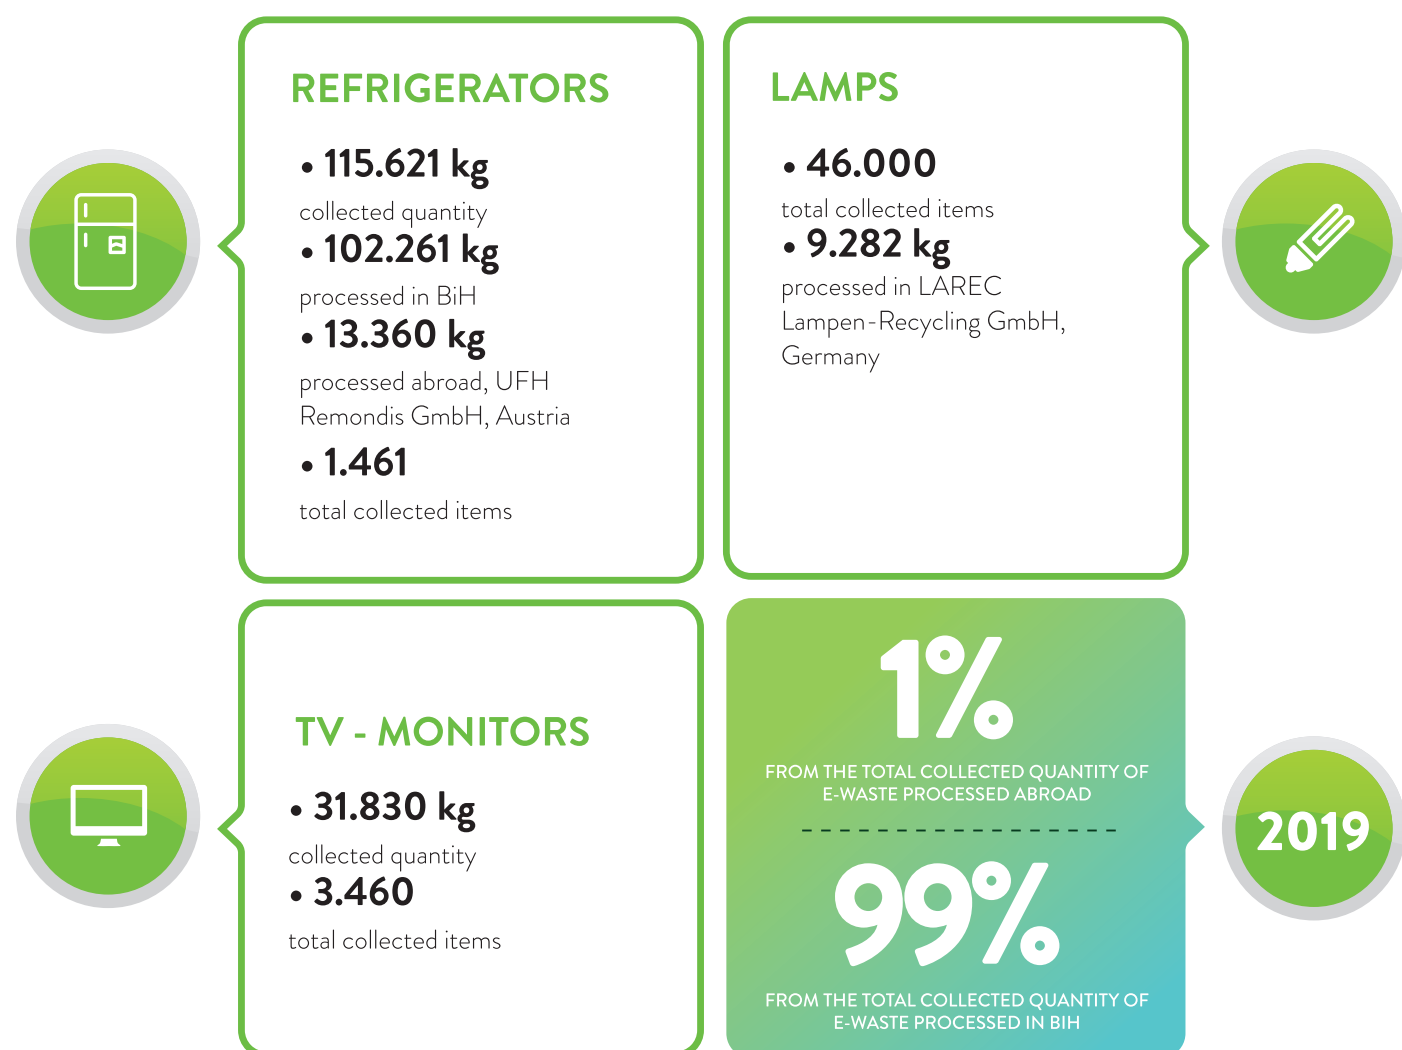 REFRIGERATORS
• 115.621 kg
collected quantity
• 102.261 kg
processed in BiH
• 13.360 kg
processed abroad, UFH
Remondis GmbH, Austria
• 1.461
total collected items
LAMPS
• 46.000
total collected items
• 9.282 kg
processed in LAREC
Lampen-Recycling GmbH,
Germany
TV - MONITORS
• 31.830 kg
collected quantity
• 3.460
total collected items
1%
FROM THE TOTAL COLLECTED QUANTITY OF
E-WASTE PROCESSED ABROAD
99%
FROM THE TOTAL COLLECTED QUANTITY OF
E-WASTE PROCESSED IN BIH
2019